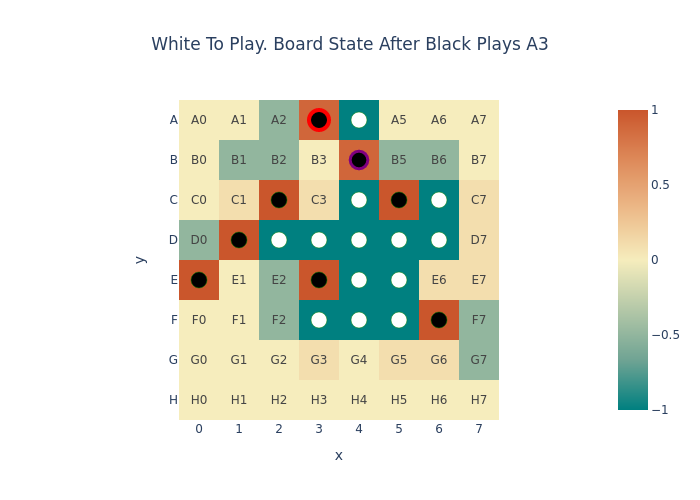 White To Play. Board State After Black Plays A3
A A0 A1 A2 A5 A6 A7
B B0 B1 B2 B3 B5 B6 B7
C C0 C1 C3 C7
D D0 D7
E E1 E2 E6 E7
F F0 F1 F2 F7
G G0 G1 G2 G3 G4 G5 G6 G7
H H0 H1 H2 H3 H4 H5 H6 H7
0 1 2 3 4 5 6 7
x
y
1
0.5
0
−0.5
−1